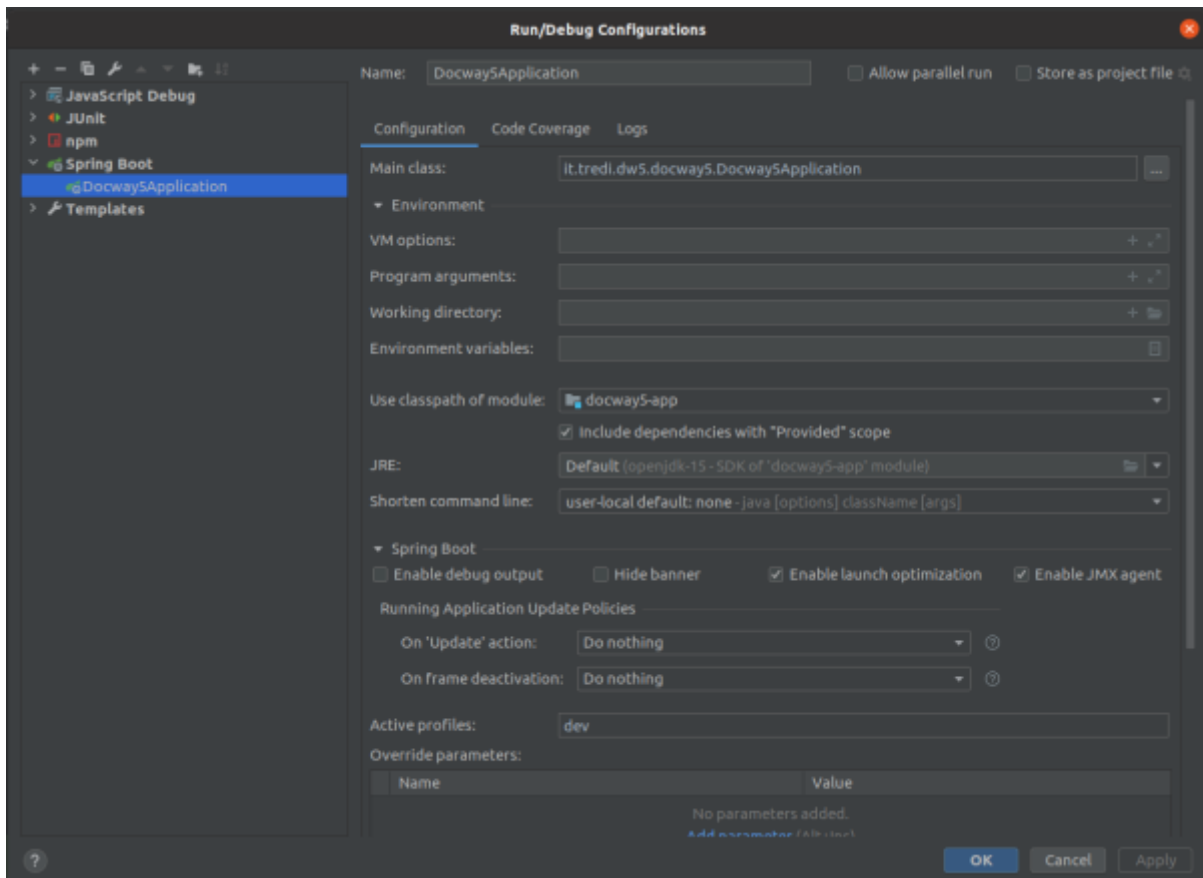 Run/Debug Configurations
Name: Docway5Application Allow parallel run Store as project file
JavaScript Debug
JUnit
npm
Spring Boot
Docway5Application
Templates
Configuration Code Coverage Logs
Main class: it.tredi.dw5.docway5.Docway5Application ...
Environment
VM options:
Program arguments:
Working directory:
Environment variables:
Use classpath of module: docway5-app
Include dependencies with "Provided" scope
JRE: Default (openjdk-15 - SDK of 'docway5-app' module)
Shorten command line: user-local default: none - java [options] className [args]
Spring Boot
Enable debug output Hide banner Enable launch optimization Enable JMX agent
Running Application Update Policies
On 'Update' action: Do nothing ?
On frame deactivation: Do nothing ?
Active profiles: dev
Override parameters:
Name Value
No parameters added.
Add parameter (Alt+Ins)
? OK Cancel Apply